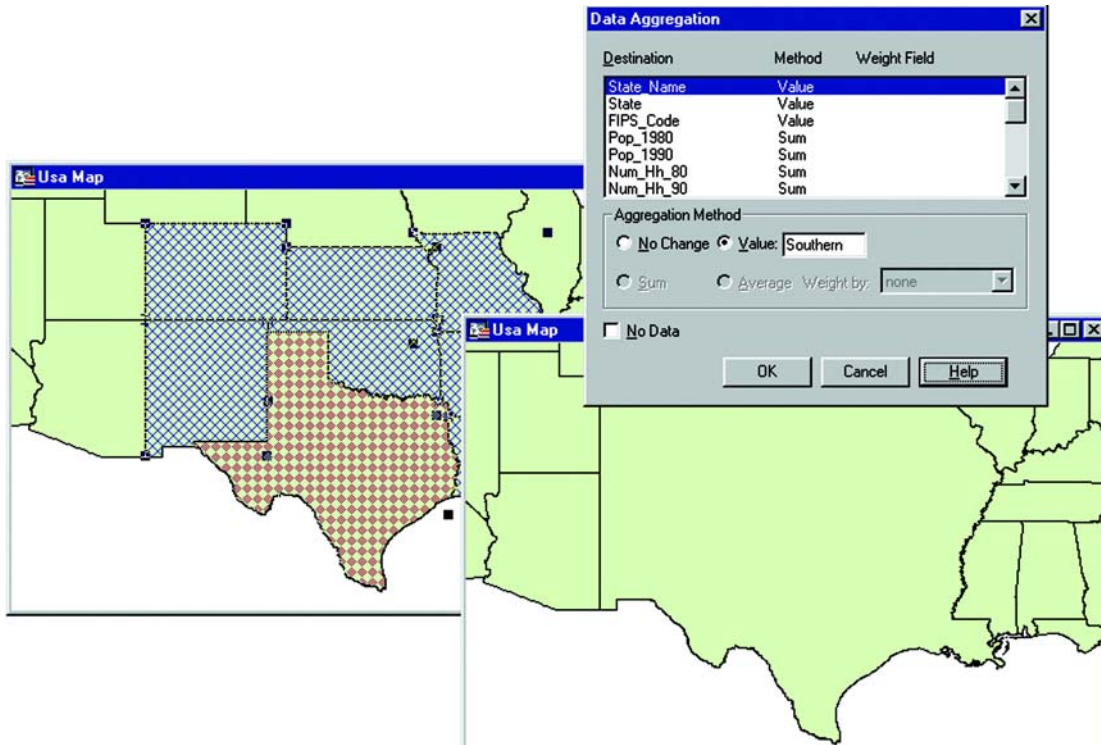 Data Aggregation
Destination Method Weight Field
State_Name Value
State Value
FIPS_Code Value
Pop_1980 Sum
Pop_1990 Sum
Num_Hh_80 Sum
Num_Hh_90 Sum
Aggregation Method
No Change Value: Southern
Sum Average Weight by: none
No Data
OK Cancel Help
Usa Map
Usa Map